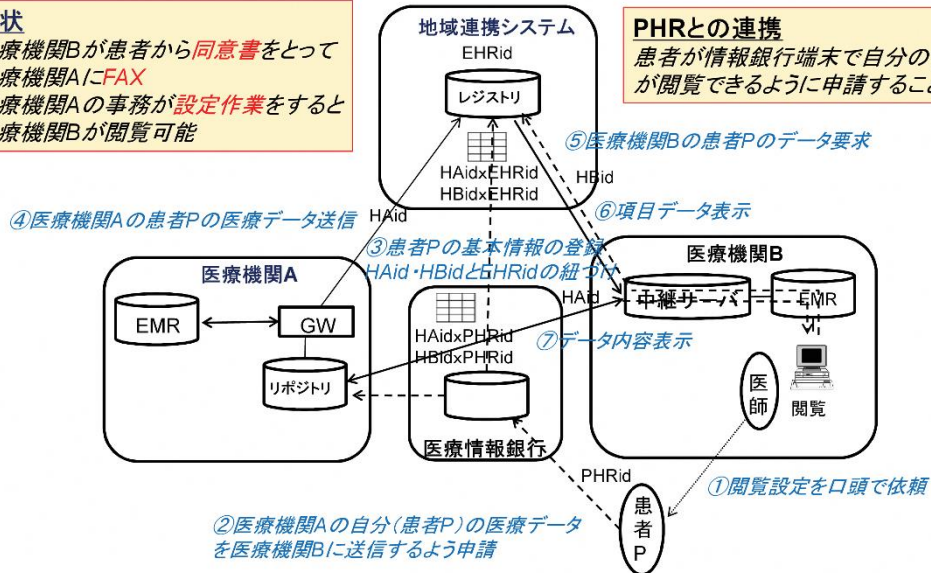 状
療機関Bが患者から同意書をとって
療機関AにFAX
療機関Aの事務が設定作業をすると
療機関Bが閲覧可能
地域連携システム
EHRid
レジストリ
HAidxEHRid
HBidxEHRid
PHRとの連携
患者が情報銀行端末で自分の
が閲覧できるように申請するこ
⑤医療機関Bの患者Pのデータ要求
HBid
⑥項目データ表示
④医療機関Aの患者Pの医療データ送信
HAid
③患者Pの基本情報の登録
HAid・HBidとEHRidの紐づけ
医療機関A
EMR
GW
リポジトリ
HAidxPHRid
HBidxPHRid
医療情報銀行
医療機関B
HAid
中継サーバ
EMR
⑦データ内容表示
医師
閲覧
PHRid
①閲覧設定を口頭で依頼
患者P
②医療機関Aの自分(患者P)の医療データ
を医療機関Bに送信するよう申請